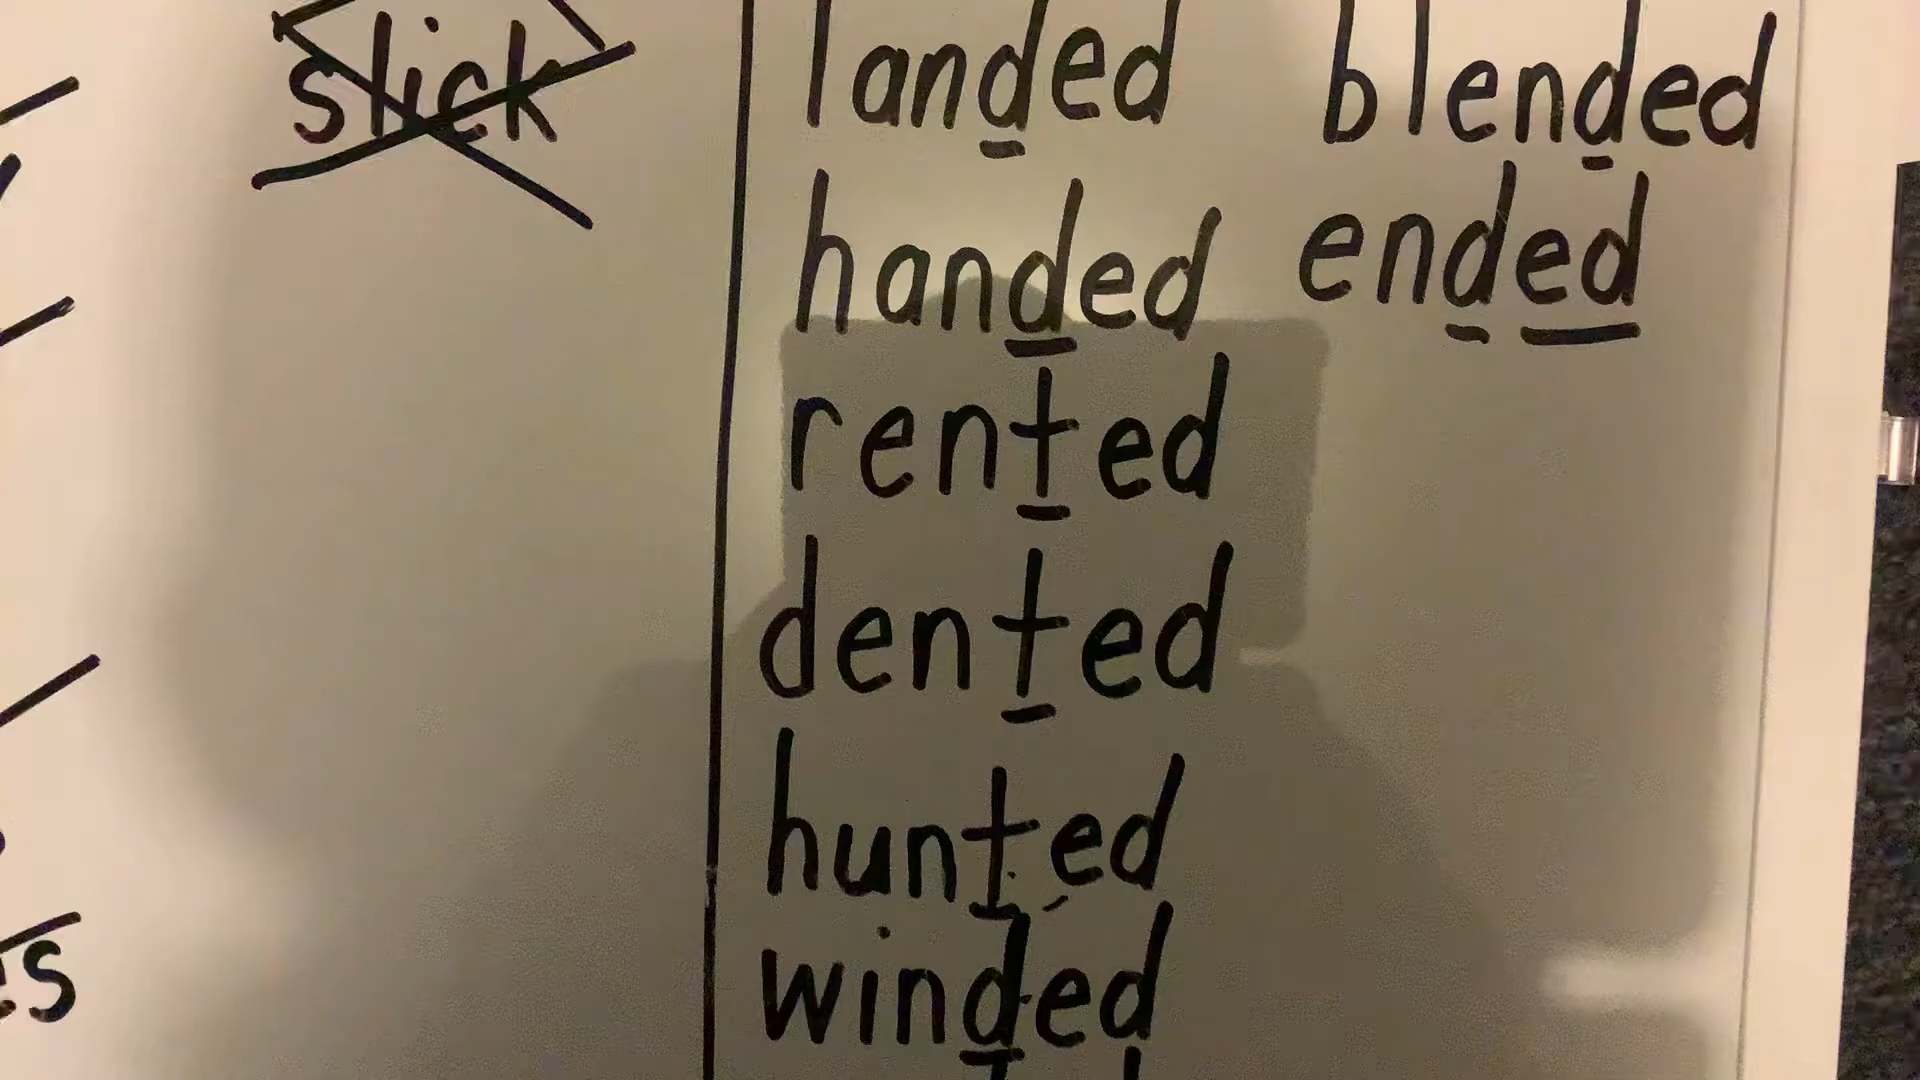 slick
landed blended
handed ended
rented
dented
hunted
winded
s